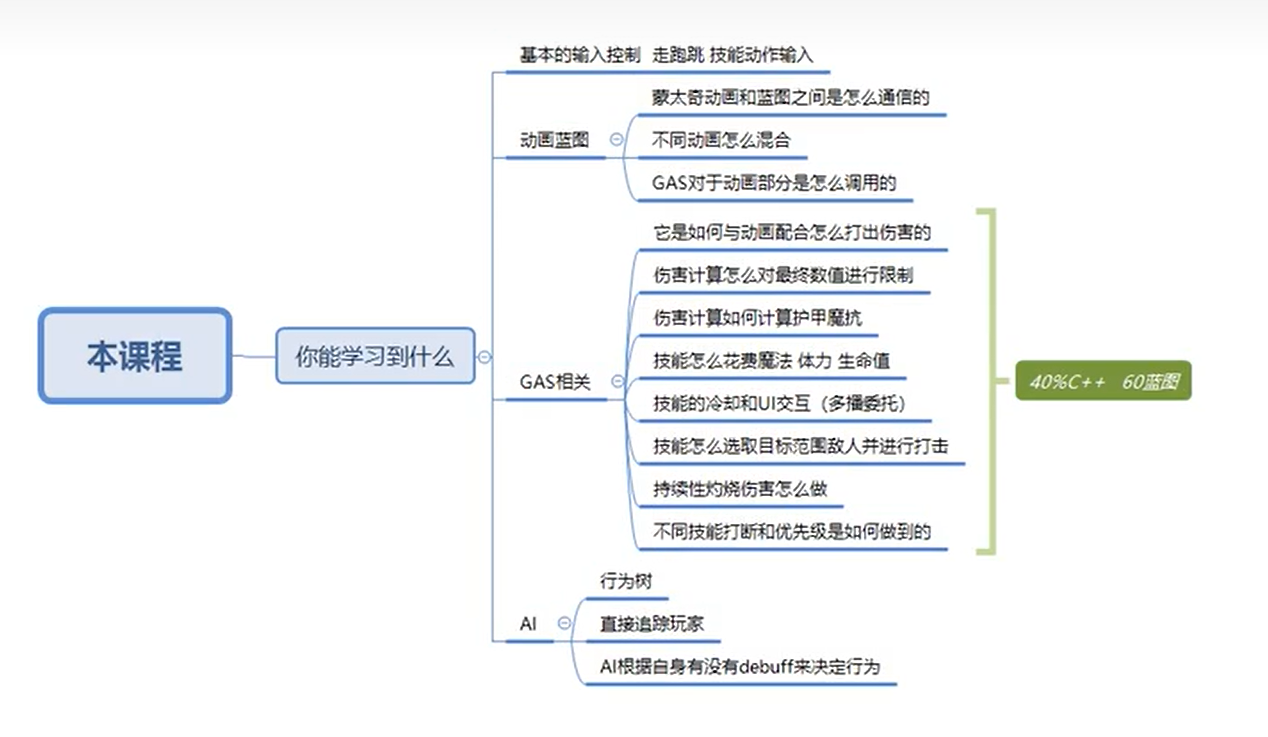 本课程
你能学习到什么
基本的输入控制 走跑跳 技能动作输入
动画蓝图
蒙太奇动画和蓝图之间是怎么通信的
不同动画怎么混合
GAS对于动画部分是怎么调用的
GAS相关
它是如何与动画配合怎么打出伤害的
伤害计算怎么对最终数值进行限制
伤害计算如何计算护甲魔抗
技能怎么花费魔法 体力 生命值
技能的冷却和UI交互（多播委托）
技能怎么选取目标范围敌人并进行打击
持续性灼烧伤害怎么做
不同技能打断和优先级是如何做到的
40%C++ 60蓝图
AI
行为树
直接追踪玩家
AI根据自身有没有debuff来决定行为